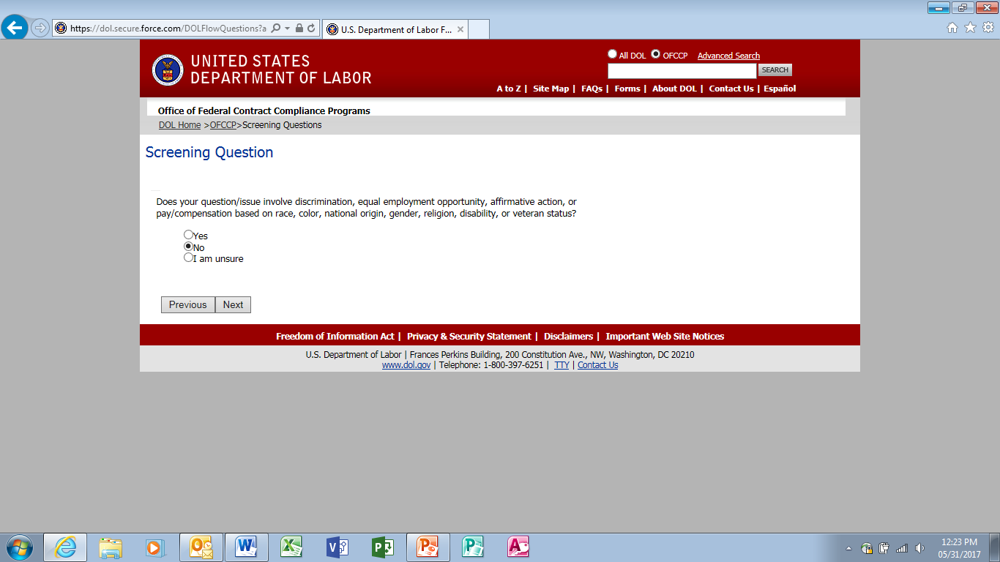 https://dol.secure.force.com/DOLFlowQuestions?a
U.S. Department of Labor F...
UNITED STATES
DEPARTMENT OF LABOR
All DOL OFCCP Advanced Search
SEARCH
A to Z | Site Map | FAQs | Forms | About DOL | Contact Us | Español
Office of Federal Contract Compliance Programs
DOL Home >OFCCP>Screening Questions
Screening Question
Does your question/issue involve discrimination, equal employment opportunity, affirmative action, or
pay/compensation based on race, color, national origin, gender, religion, disability, or veteran status?
Yes
No
I am unsure
Previous Next
Freedom of Information Act | Privacy & Security Statement | Disclaimers | Important Web Site Notices
U.S. Department of Labor | Frances Perkins Building, 200 Constitution Ave., NW, Washington, DC 20210
www.dol.gov | Telephone: 1-800-397-6251 | TTY | Contact Us
12:23 PM
05/31/2017